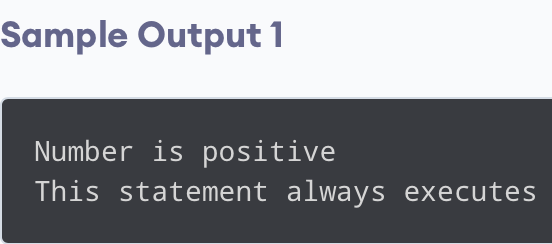 Sample Output 1
Number is positive
This statement always executes